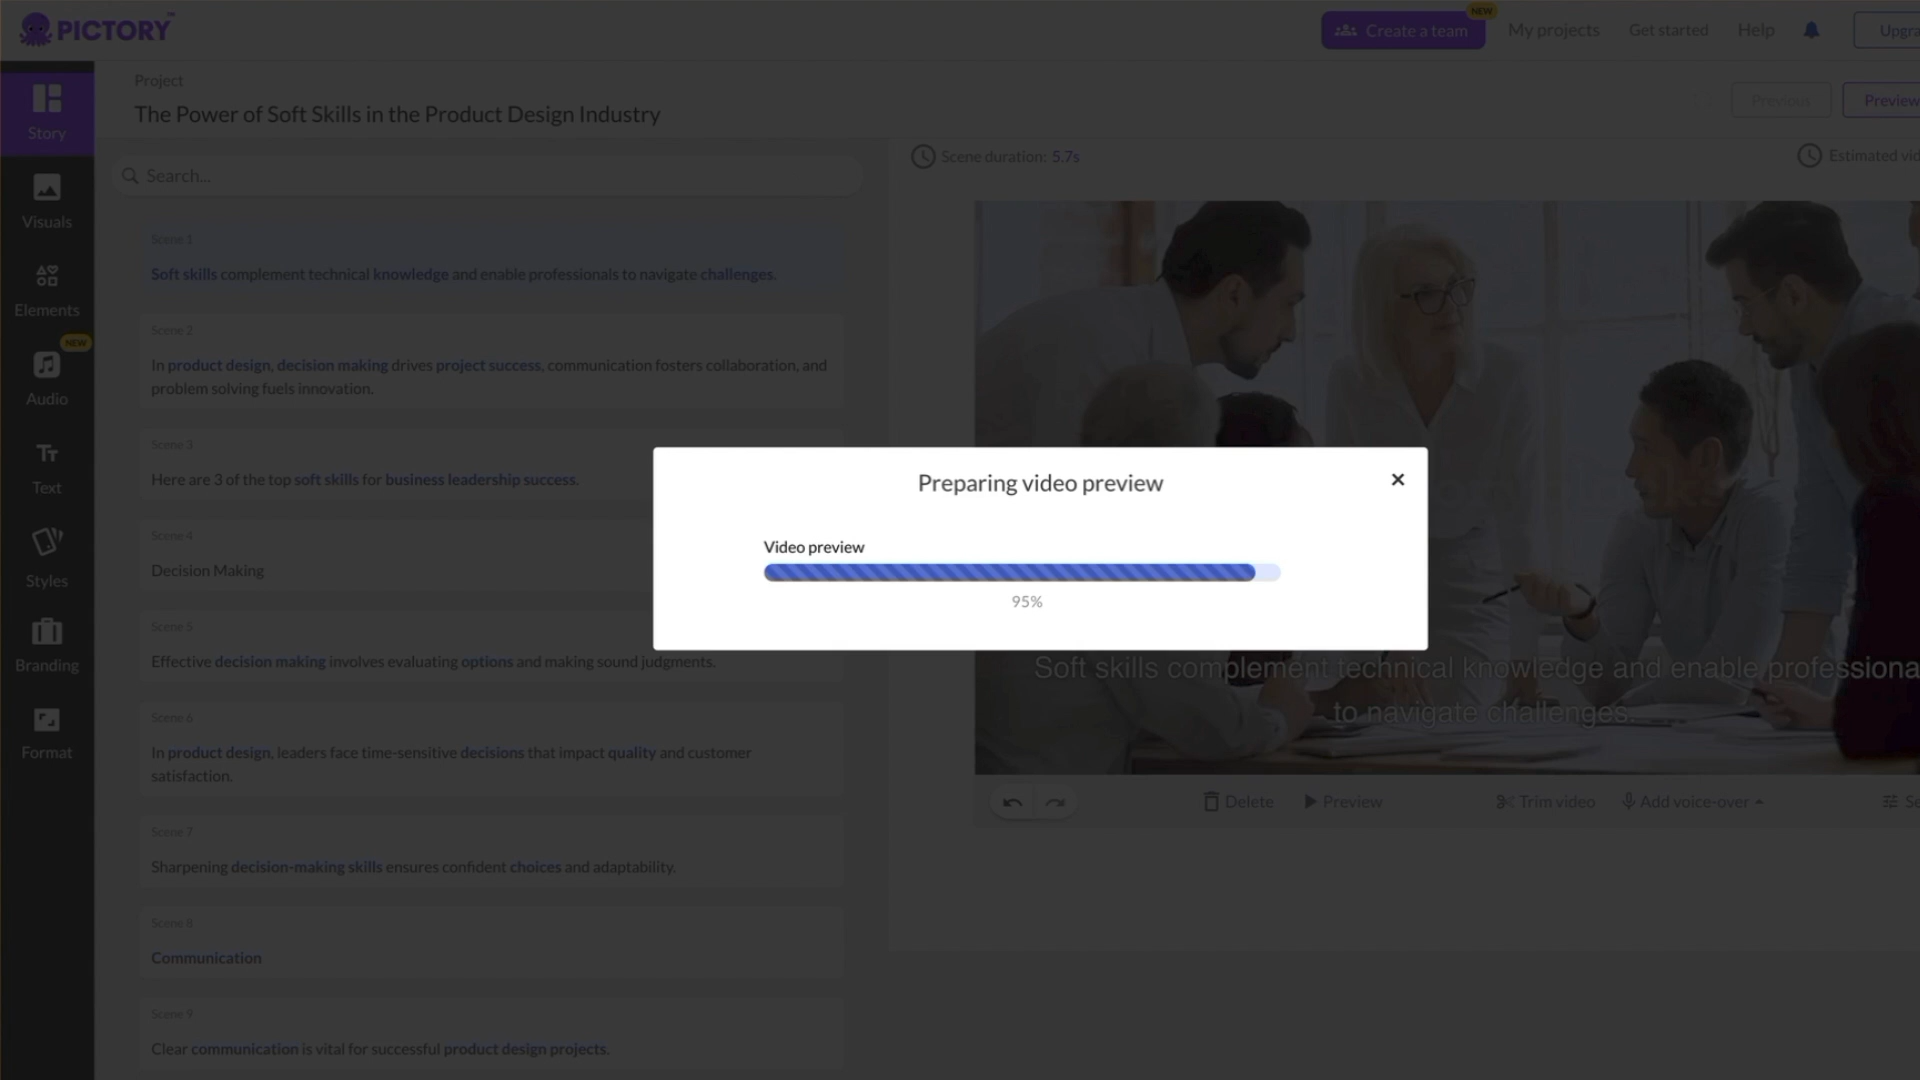 PICTORY
NEW
Create a team
My projects
Get started
Help
Project
The Power of Soft Skills in the Product Design Industry
Previous
Preview
Story
Visuals
Elements
NEW
Audio
Text
Styles
Branding
Format
Search...
Scene 1
Soft skills complement technical knowledge and enable professionals to navigate challenges.
Scene 2
In product design, decision making drives project success, communication fosters collaboration, and
problem solving fuels innovation.
Scene 3
Here are 3 of the top soft skills for business leadership success.
Scene 4
Decision Making
Scene 5
Effective decision making involves evaluating options and making sound judgments.
Scene 6
In product design, leaders face time-sensitive decisions that impact quality and customer
satisfaction.
Scene 7
Sharpening decision-making skills ensures confident choices and adaptability.
Scene 8
Communication
Scene 9
Clear communication is vital for successful product design projects.
Scene duration: 5.7s
Estimated
Preparing video preview
Video preview
95%
Soft skills complement technical knowledge and enable
to navigate challenges.
Delete
Preview
Trim video
Add voice-over